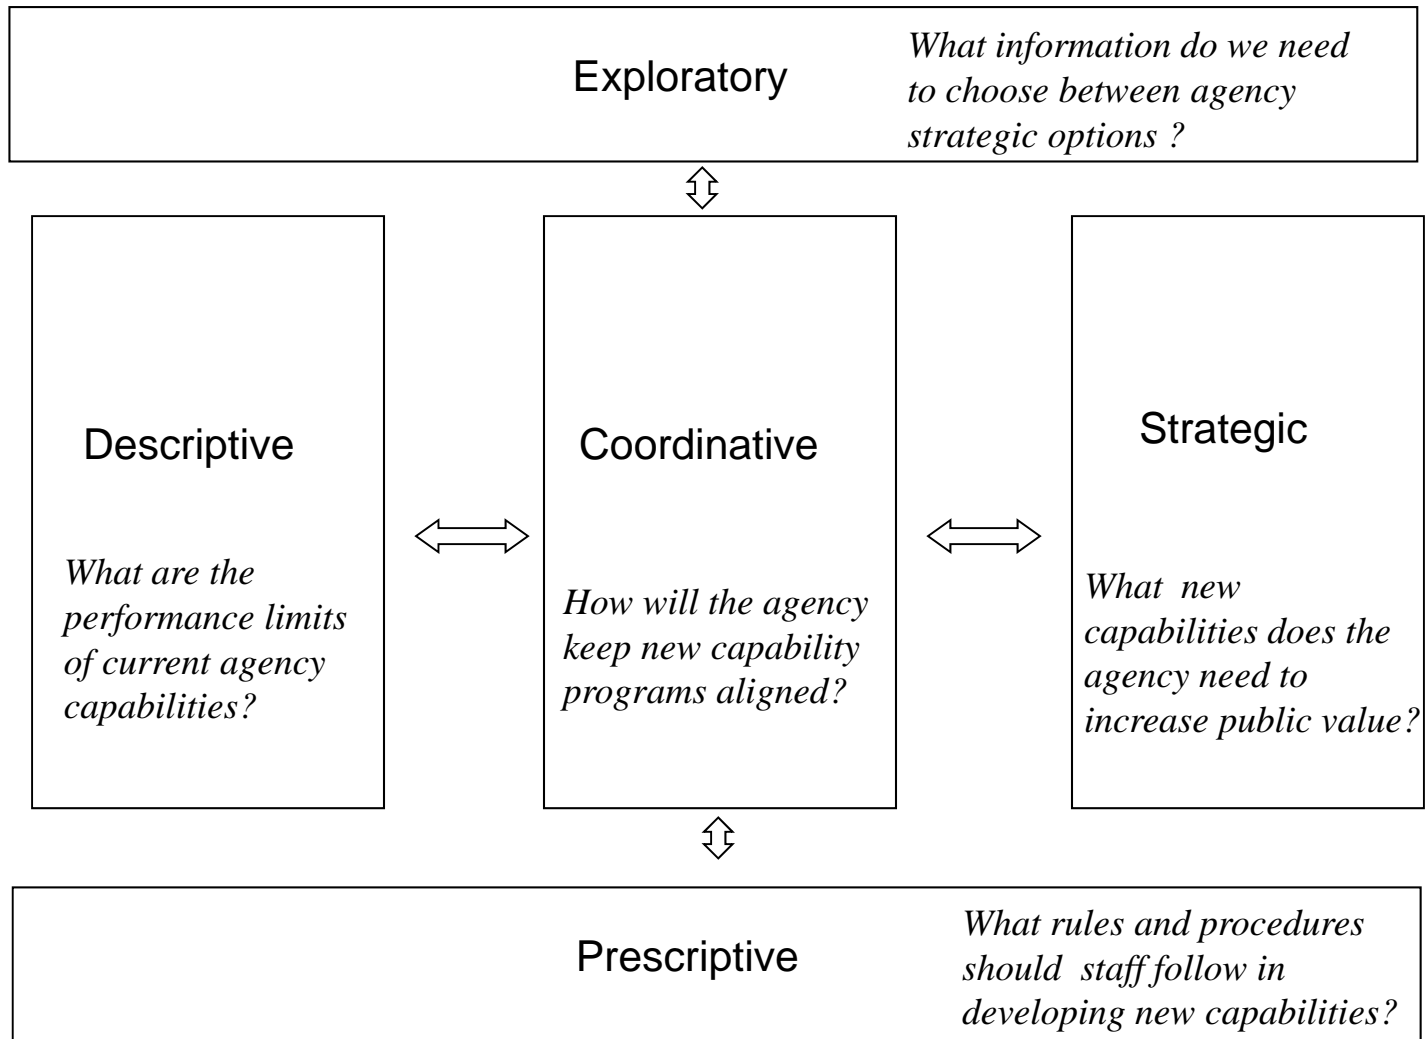 Exploratory
What information do we need
to choose between agency
strategic options ?
Descriptive
What are the
performance limits
of current agency
capabilities?
Coordinative
How will the agency
keep new capability
programs aligned?
Strategic
What  new
capabilities does the
agency need to
increase public value?
Prescriptive
What rules and procedures
should  staff follow in
developing new capabilities?